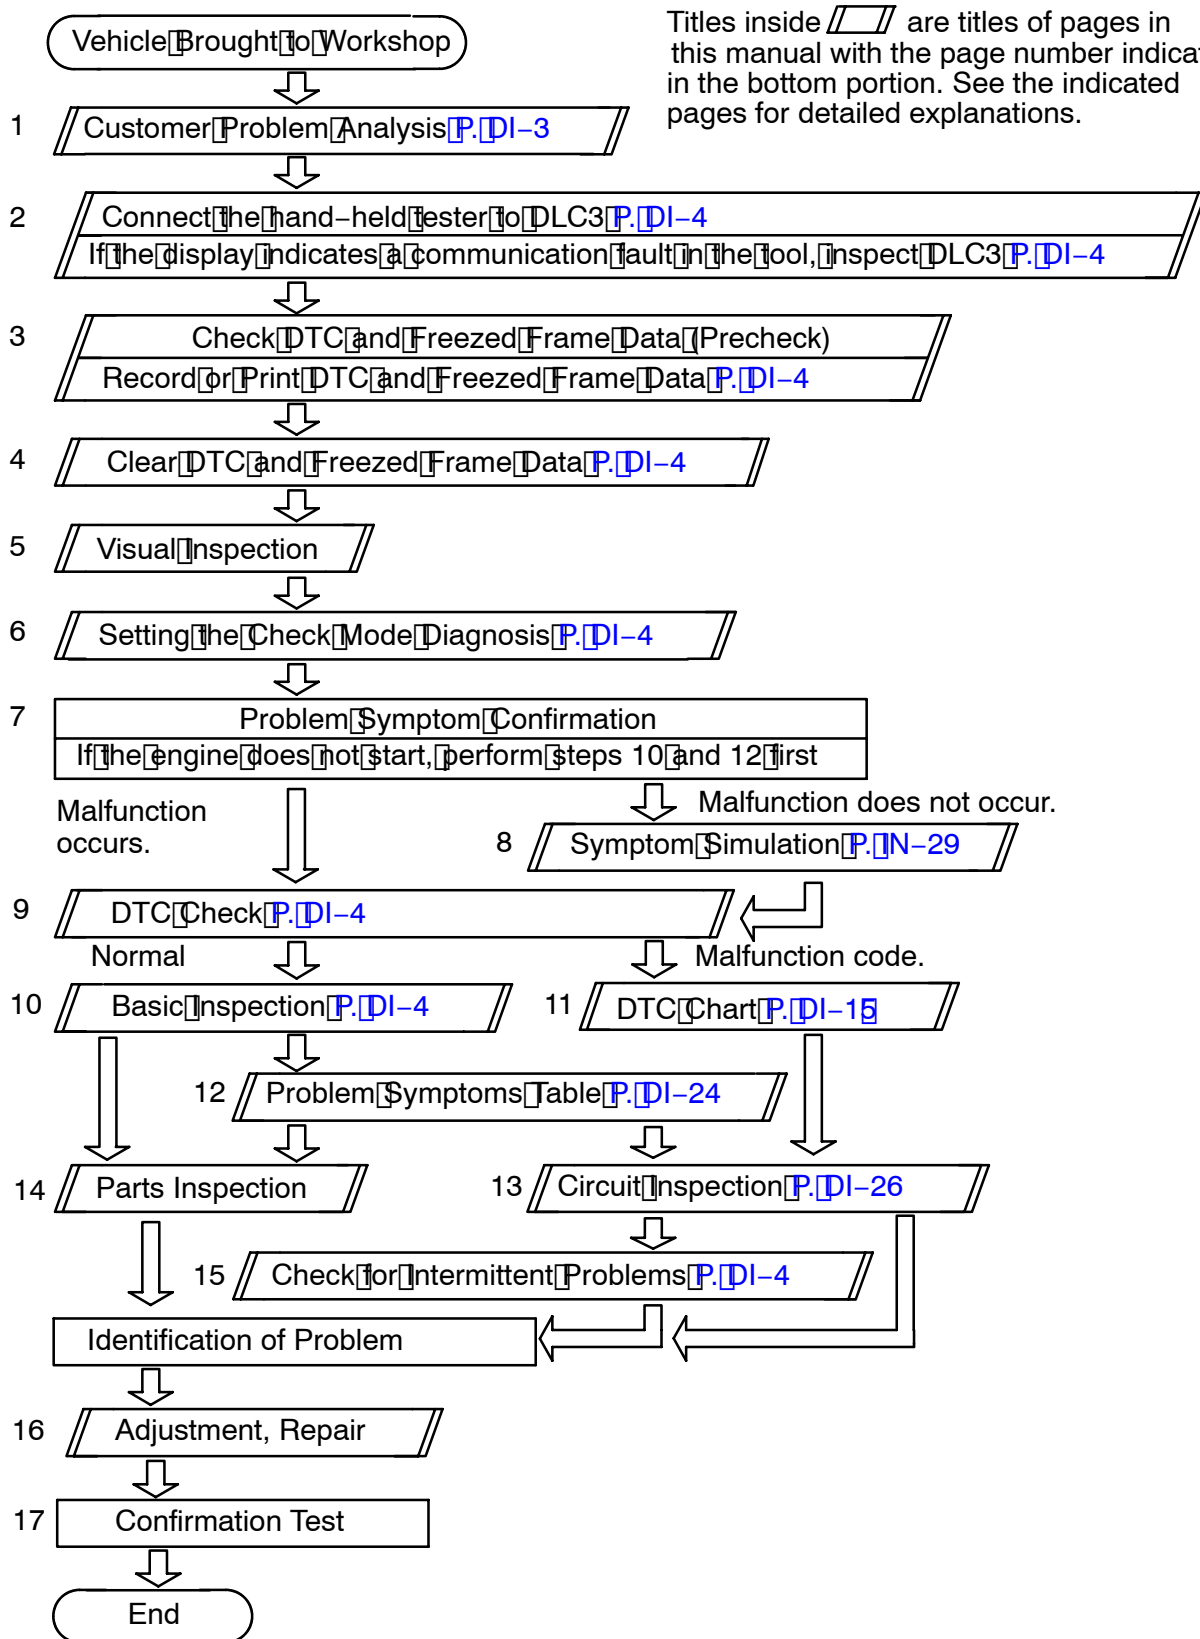 Vehicle Brought to Workshop
Titles inside are titles of pages in
this manual with the page number indicat
in the bottom portion. See the indicated
pages for detailed explanations.
1 Customer Problem Analysis P. DI–3
2 Connect the hand–held tester to DLC3 P. DI–4
If the display indicates a communication fault in the tool, inspect DLC3 P. DI–4
3 Check DTC and Freezed Frame Data (Precheck)
Record or Print DTC and Freezed Frame Data P. DI–4
4 Clear DTC and Freezed Frame Data P. DI–4
5 Visual Inspection
6 Setting the Check Mode Diagnosis P. DI–4
7 Problem Symptom Confirmation
If the engine does not start, perform steps 10 and 12 first
Malfunction
occurs.
Malfunction does not occur.
8 Symptom Simulation P. IN–29
9 DTC Check P. DI–4
Normal
Malfunction code.
10 Basic Inspection P. DI–4
11 DTC Chart P. DI–15
12 Problem Symptoms Table P. DI–24
14 Parts Inspection
13 Circuit Inspection P. DI–26
15 Check for Intermittent Problems P. DI–4
Identification of Problem
16 Adjustment, Repair
17 Confirmation Test
End